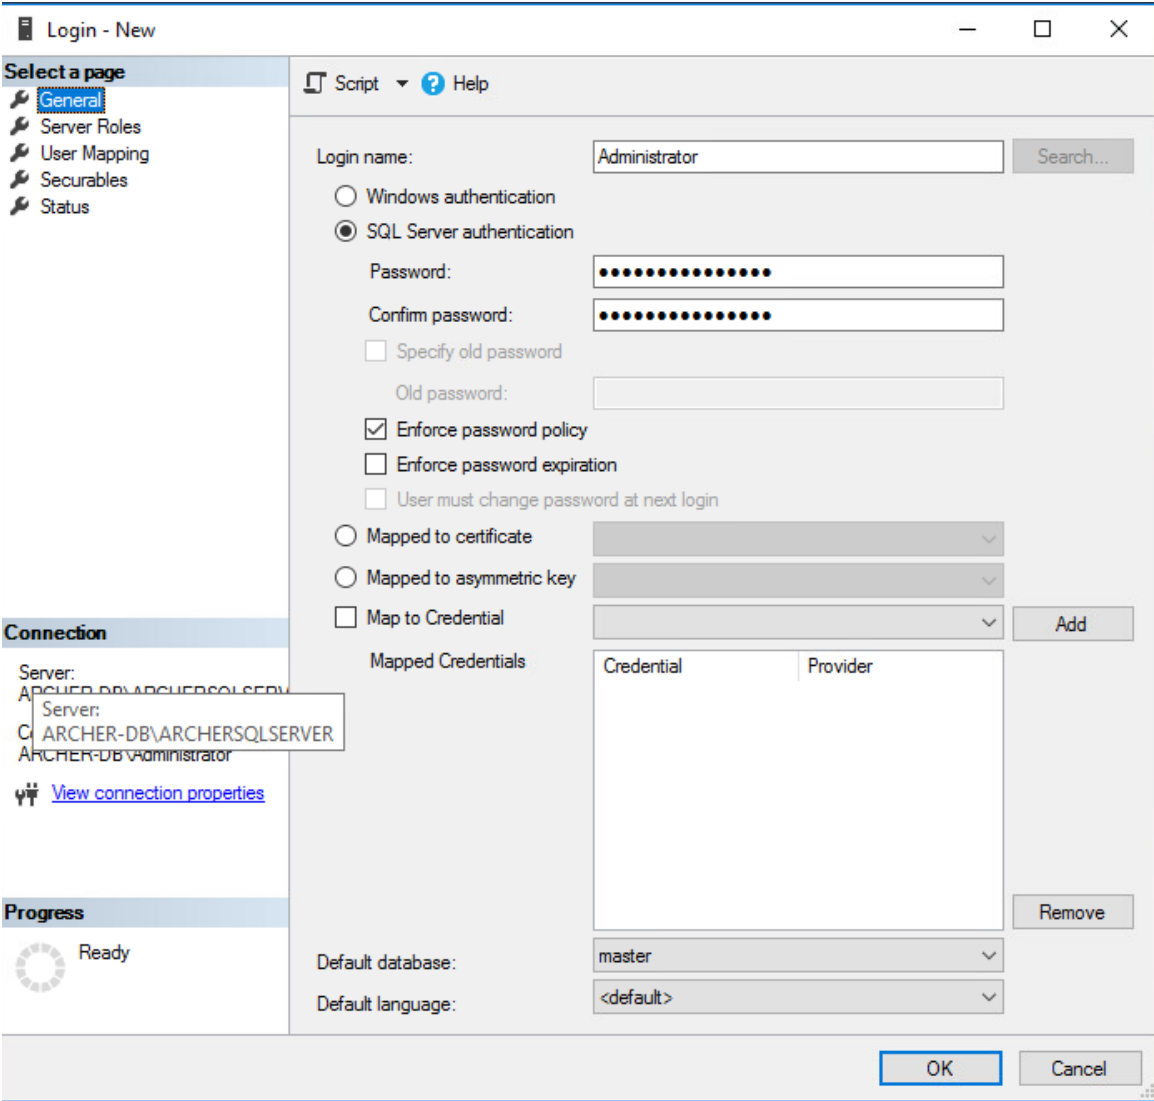 Login - New
Select a page
General
Server Roles
User Mapping
Securables
Status
Script
Help
Login name:
Administrator
Search...
Windows authentication
SQL Server authentication
Password:
●●●●●●●●●●●●●●●
Confirm password:
●●●●●●●●●●●●●●●
Specify old password
Old password:
Enforce password policy
Enforce password expiration
User must change password at next login
Mapped to certificate
Mapped to asymmetric key
Map to Credential
Add
Mapped Credentials
Credential
Provider
Remove
Default database:
master
Default language:
<default>
Connection
Server:
Server:
ARCHER-DB\ARCHERSQLSERVER
ARCHER-DB\Administrator
View connection properties
Progress
Ready
OK
Cancel